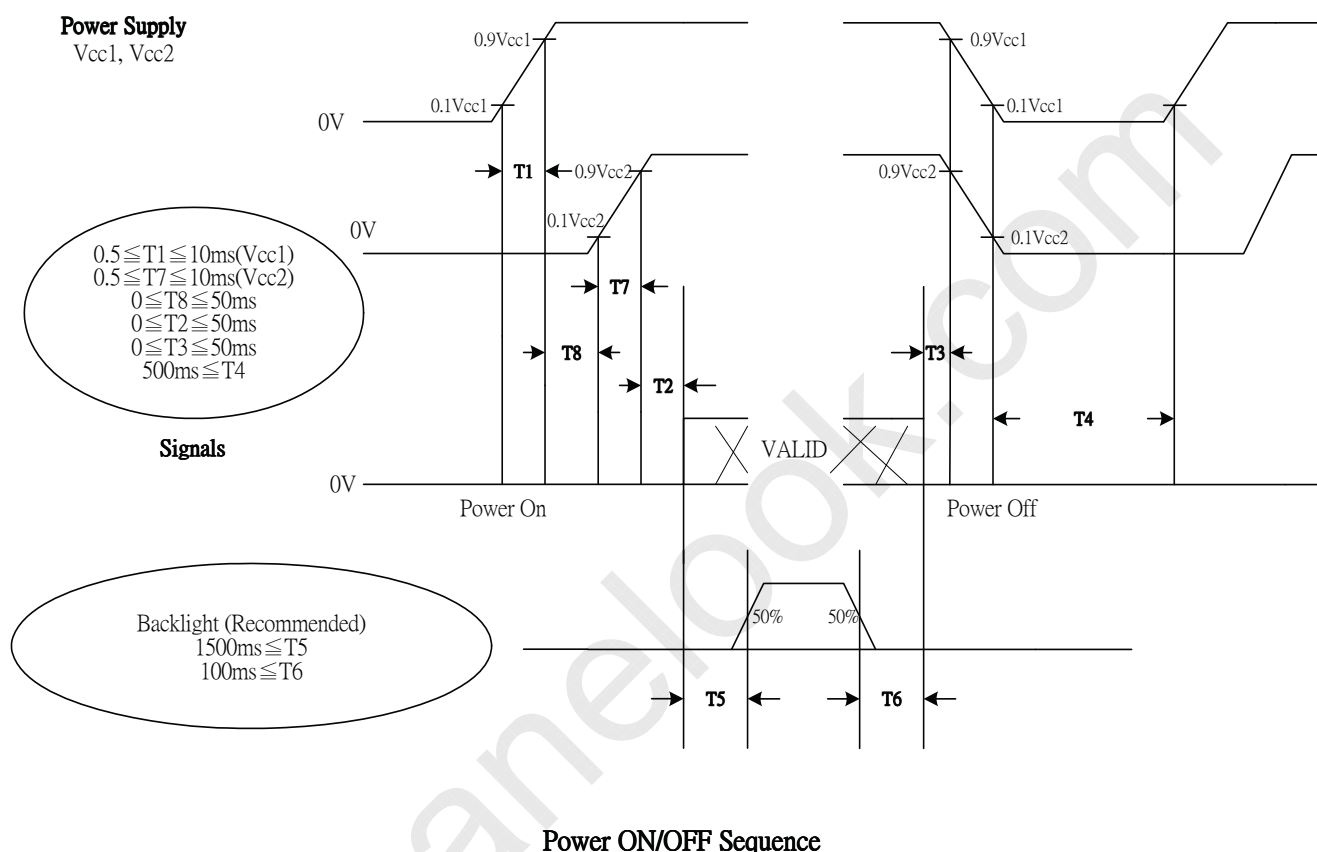 Power Supply
Vcc1, Vcc2
0.9Vcc1
0.1Vcc1
0V
0.9Vcc1
0.1Vcc1
T1
0.9Vcc2
0.1Vcc2
0V
0.9Vcc2
0.1Vcc2
0.5≦T1≦10ms(Vcc1)
0.5≦T7≦10ms(Vcc2)
0≦T8≦50ms
0≦T2≦50ms
0≦T3≦50ms
500ms≦T4
T7
T8
T2
T3
T4
Signals
VALID
0V
Power On
Power Off
Backlight (Recommended)
1500ms≦T5
100ms≦T6
50%
50%
T5
T6
Power ON/OFF Sequence
anelook.com